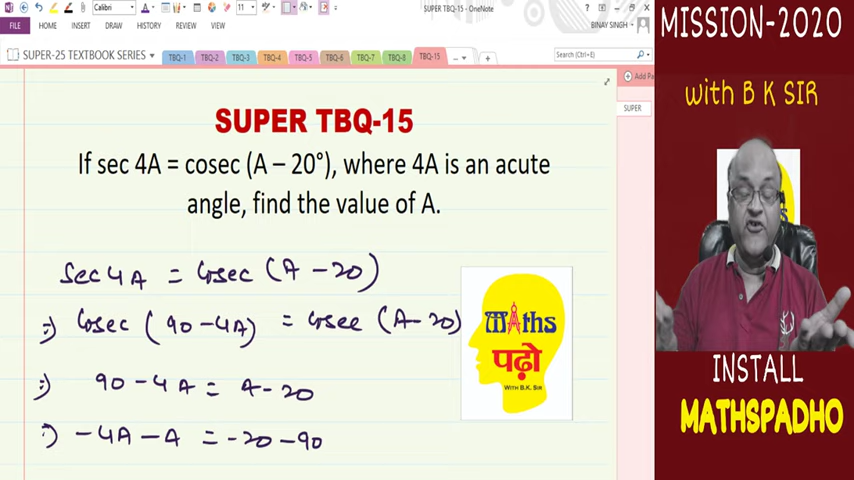 TBQ-15 - OneNote
Calibri
11
BINAY SINGH
FILE HOME INSERT DRAW HISTORY REVIEW VIEW
SUPER-25 TEXTBOOK SERIES
TBQ-1 TBQ-2 TBQ-3 TBQ-4 TBQ-5 TBQ-6 TBQ-7 TBQ-8 TBQ-15
Search (Ctrl+E)
Add Pa
SUPER
SUPER TBQ-15
If sec 4A = cosec (A – 20°), where 4A is an acute
angle, find the value of A.
sec 4A = cosec (A - 20)
⇒ cosec (90 - 4A) = cosec (A - 20)
⇒ 90 - 4A = A - 20
⇒ -4A - A = -20 - 90
Maths
पढ़ो
WITH B.K. SIR
MISSION-2020
with B K SIR
INSTALL
MATHSPADHO